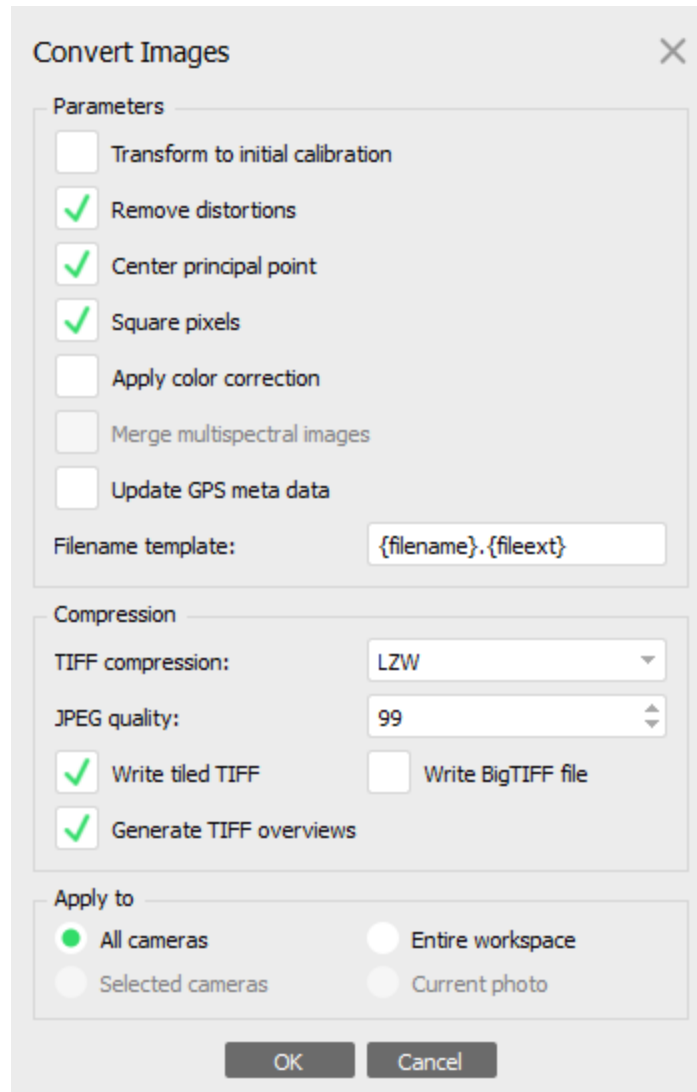 Convert Images
Parameters
Transform to initial calibration
Remove distortions
Center principal point
Square pixels
Apply color correction
Merge multispectral images
Update GPS meta data
Filename template: {filename}.{fileext}
Compression
TIFF compression: LZW
JPEG quality: 99
Write tiled TIFF Write BigTIFF file
Generate TIFF overviews
Apply to
All cameras Entire workspace
Selected cameras Current photo
OK Cancel